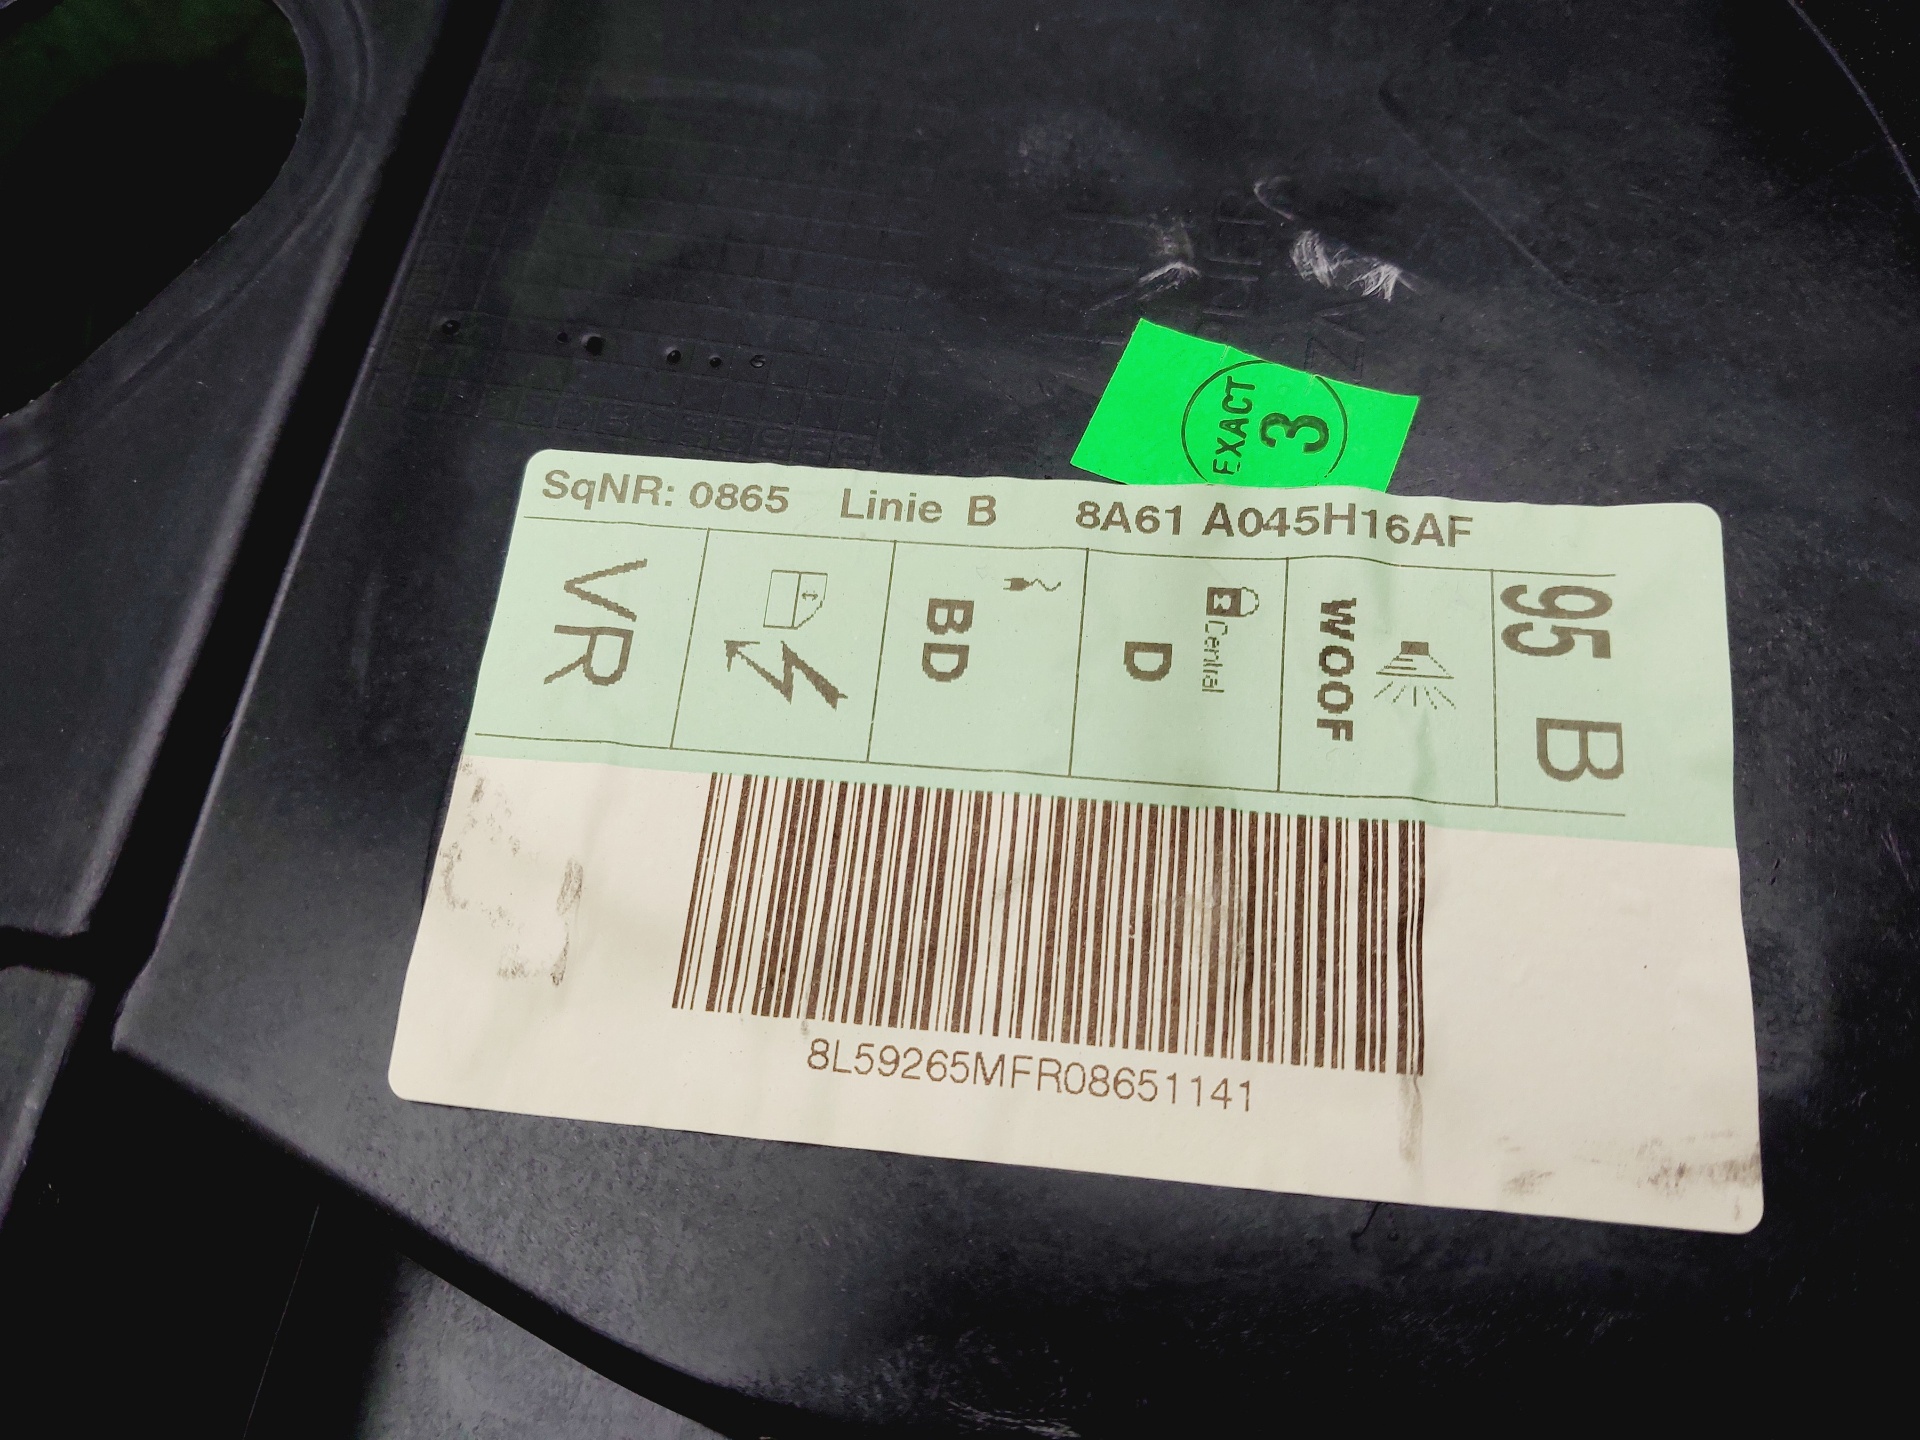 EXACT
3
SqNR: 0865 Linie B 8A61 A045H16AF
VR
BD
Central
D
WOOF
95 B
8L59265MFR08651141